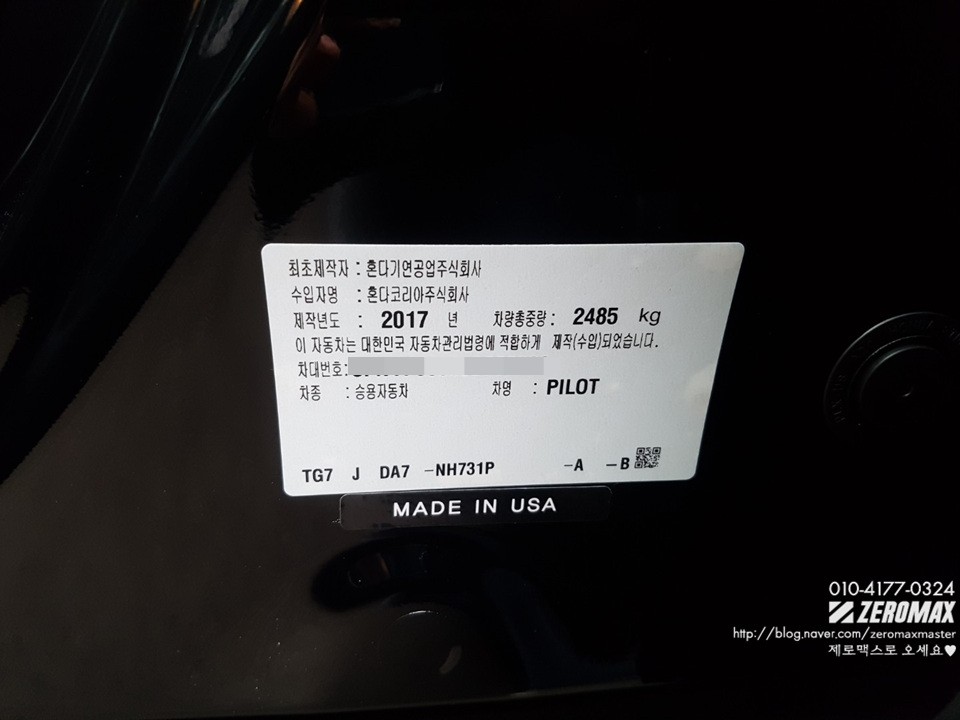 최초제작자 : 혼다기연공업주식회사
수입자명 : 혼다코리아주식회사
제작년도 : 2017 년 차량총중량 : 2485 kg
이 자동차는 대한민국 자동차관리법령에 적합하게 제작(수입)되었습니다.
차대번호:
차종 : 승용자동차 차명 : PILOT
TG7 J DA7 -NH731P -A -B
MADE IN USA
010-4177-0324
ZEROMAX
http://blog.naver.com/zeromaxmaster
제로맥스로 오세요♥